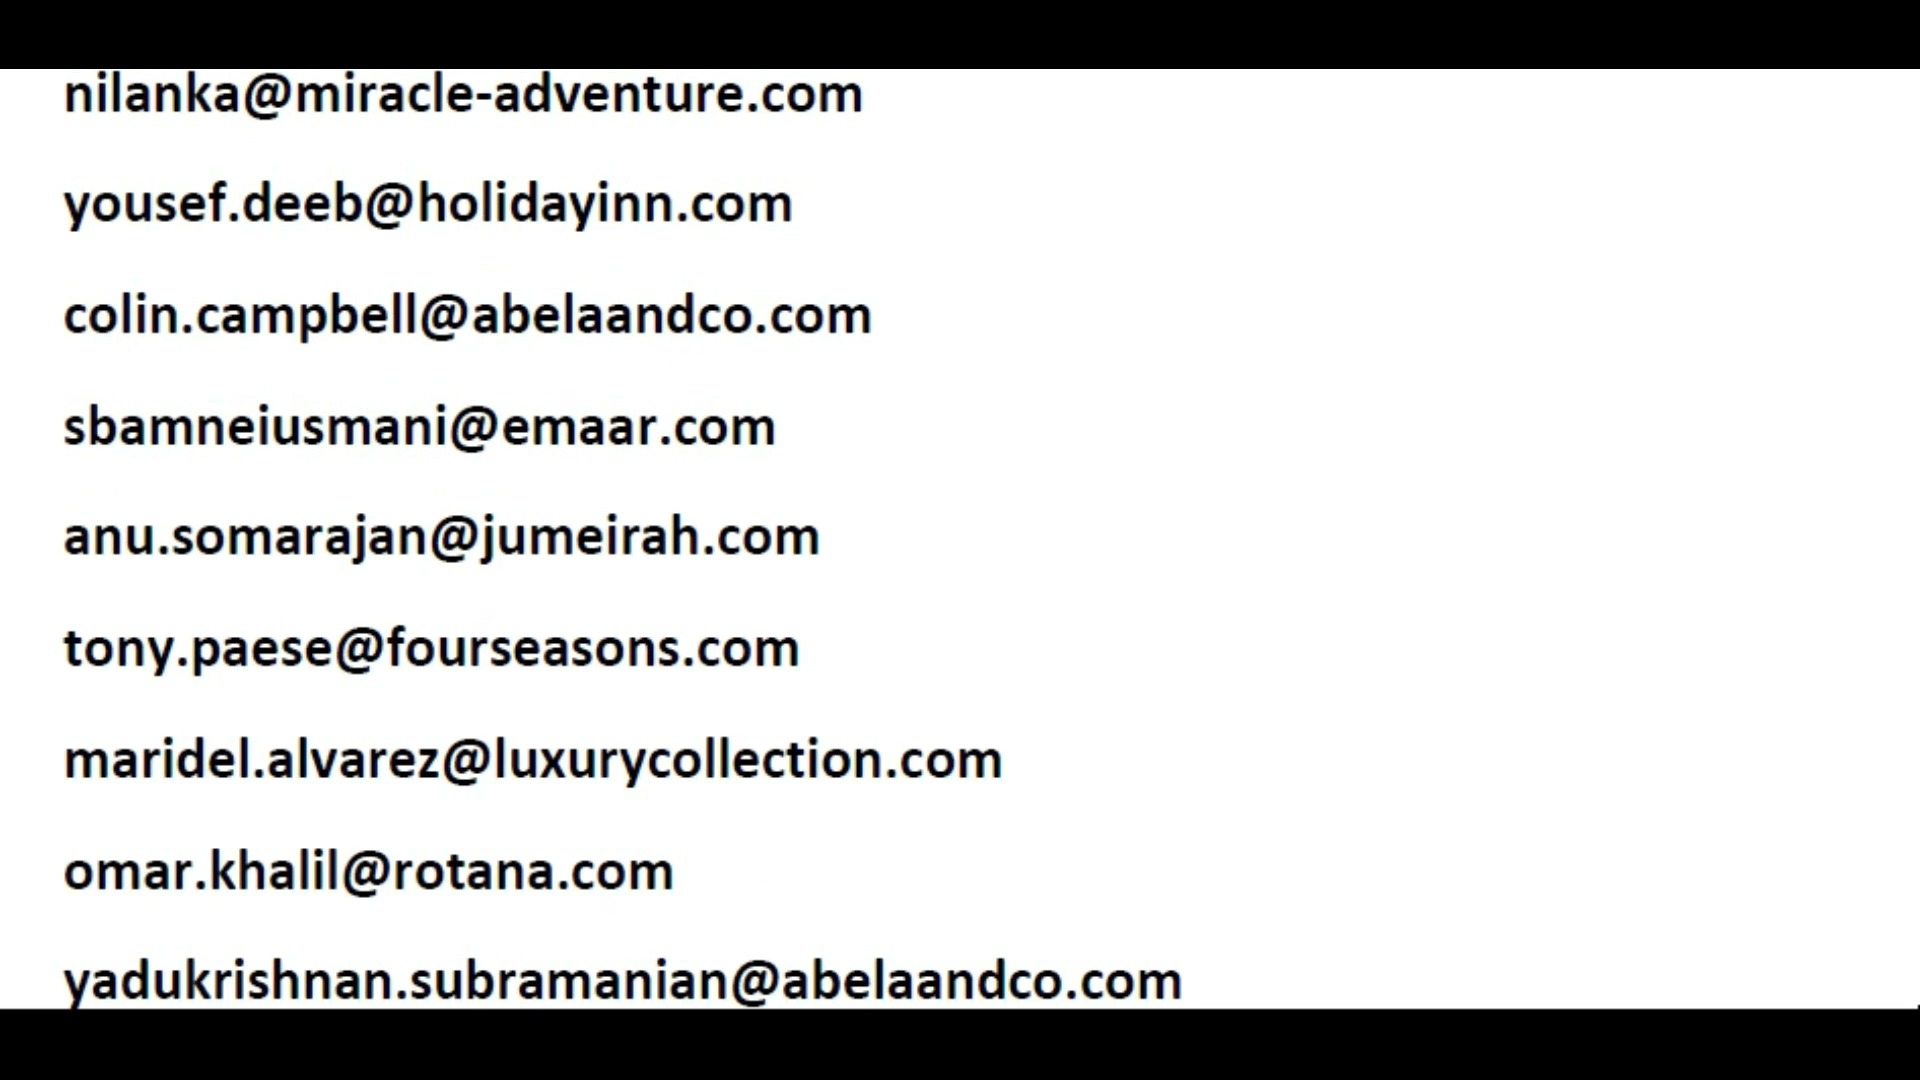 nilanka@miracle-adventure.com
yousef.deeb@holidayinn.com
colin.campbell@abelaandco.com
sbamneiusmani@emaar.com
anu.somarajan@jumeirah.com
tony.paese@fourseasons.com
maridel.alvarez@luxurycollection.com
omar.khalil@rotana.com
yadukrishnan.subramanian@abelaandco.com